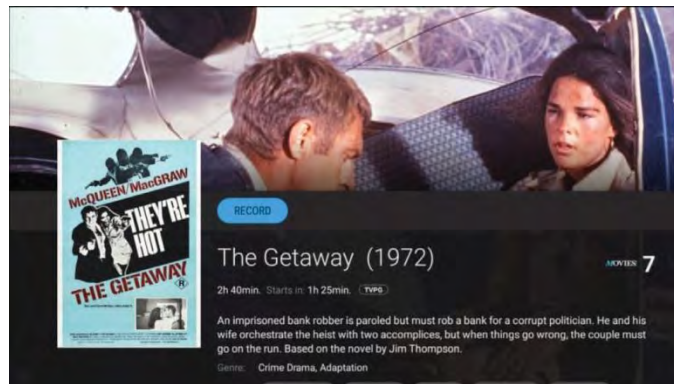 McQUEEN/MacGRAW
THEY'RE
HOT
THE GETAWAY
R
RECORD
The Getaway (1972)
MOVIES! 7
2h 40min. Starts in: 1h 25min. TVPG
An imprisoned bank robber is paroled but must rob a bank for a corrupt politician. He and his
wife orchestrate the heist with two accomplices, but when things go wrong, the couple must
go on the run. Based on the novel by Jim Thompson.
Genre: Crime Drama, Adaptation